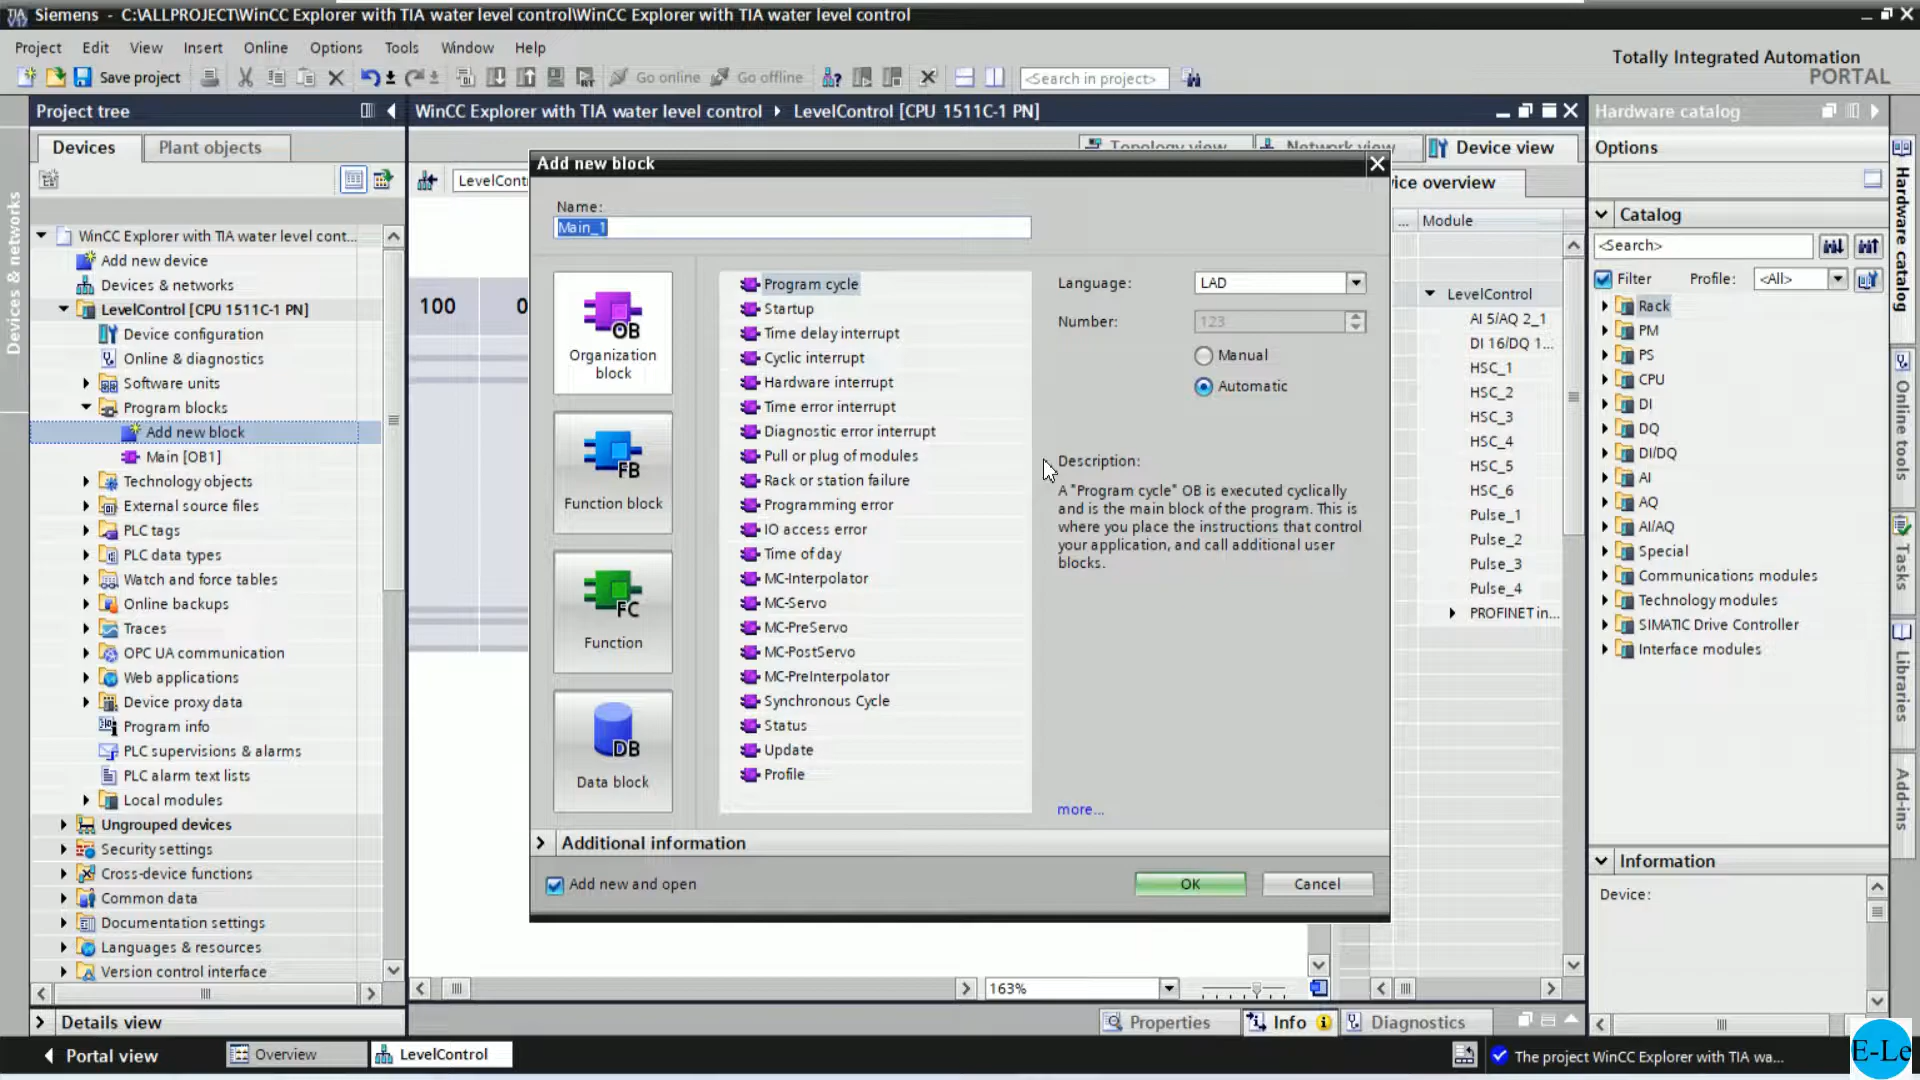 Siemens - C:\ALLPROJECT\WinCC Explorer with TIA water level control\WinCC Explorer with TIA water level control
Project Edit View Insert Online Options Tools Window Help
Totally Integrated Automation
PORTAL
Save project
Go online
Go offline
<Search in project>
Project tree
WinCC Explorer with TIA water level control
LevelControl [CPU 1511C-1 PN]
Hardware catalog
Devices
Plant objects
Topology view
Network view
Device view
Options
Devices & networks
LevelCont
vice overview
Module
WinCC Explorer with TIA water level cont...
Add new device
Devices & networks
LevelControl [CPU 1511C-1 PN]
Device configuration
Online & diagnostics
Software units
Program blocks
Add new block
Main [OB1]
Technology objects
External source files
PLC tags
PLC data types
Watch and force tables
Online backups
Traces
OPC UA communication
Web applications
Device proxy data
Program info
PLC supervisions & alarms
PLC alarm text lists
Local modules
Ungrouped devices
Security settings
Cross-device functions
Common data
Documentation settings
Languages & resources
Version control interface
Details view
100
0
Add new block
Name:
Main_1
OB
Organization
block
FB
Function block
FC
Function
DB
Data block
Program cycle
Startup
Time delay interrupt
Cyclic interrupt
Hardware interrupt
Time error interrupt
Diagnostic error interrupt
Pull or plug of modules
Rack or station failure
Programming error
IO access error
Time of day
MC-Interpolator
MC-Servo
MC-PreServo
MC-PostServo
MC-PreInterpolator
Synchronous Cycle
Status
Update
Profile
Language:
LAD
Number:
123
Manual
Automatic
Description:
A "Program cycle" OB is executed cyclically
and is the main block of the program. This is
where you place the instructions that control
your application, and call additional user
blocks.
more...
Additional information
Add new and open
OK
Cancel
...
LevelControl
AI 5/AQ 2_1
DI 16/DQ 1...
HSC_1
HSC_2
HSC_3
HSC_4
HSC_5
HSC_6
Pulse_1
Pulse_2
Pulse_3
Pulse_4
PROFINET in...
163%
Properties
Info
Diagnostics
Catalog
<Search>
Filter
Profile:
<All>
Rack
PM
PS
CPU
DI
DQ
DI/DQ
AI
AQ
AI/AQ
Special
Communications modules
Technology modules
SIMATIC Drive Controller
Interface modules
Information
Device:
Hardware catalog
Online tools
Tasks
Libraries
Add-ins
Portal view
Overview
LevelControl
The project WinCC Explorer with TIA wa...
E-Le